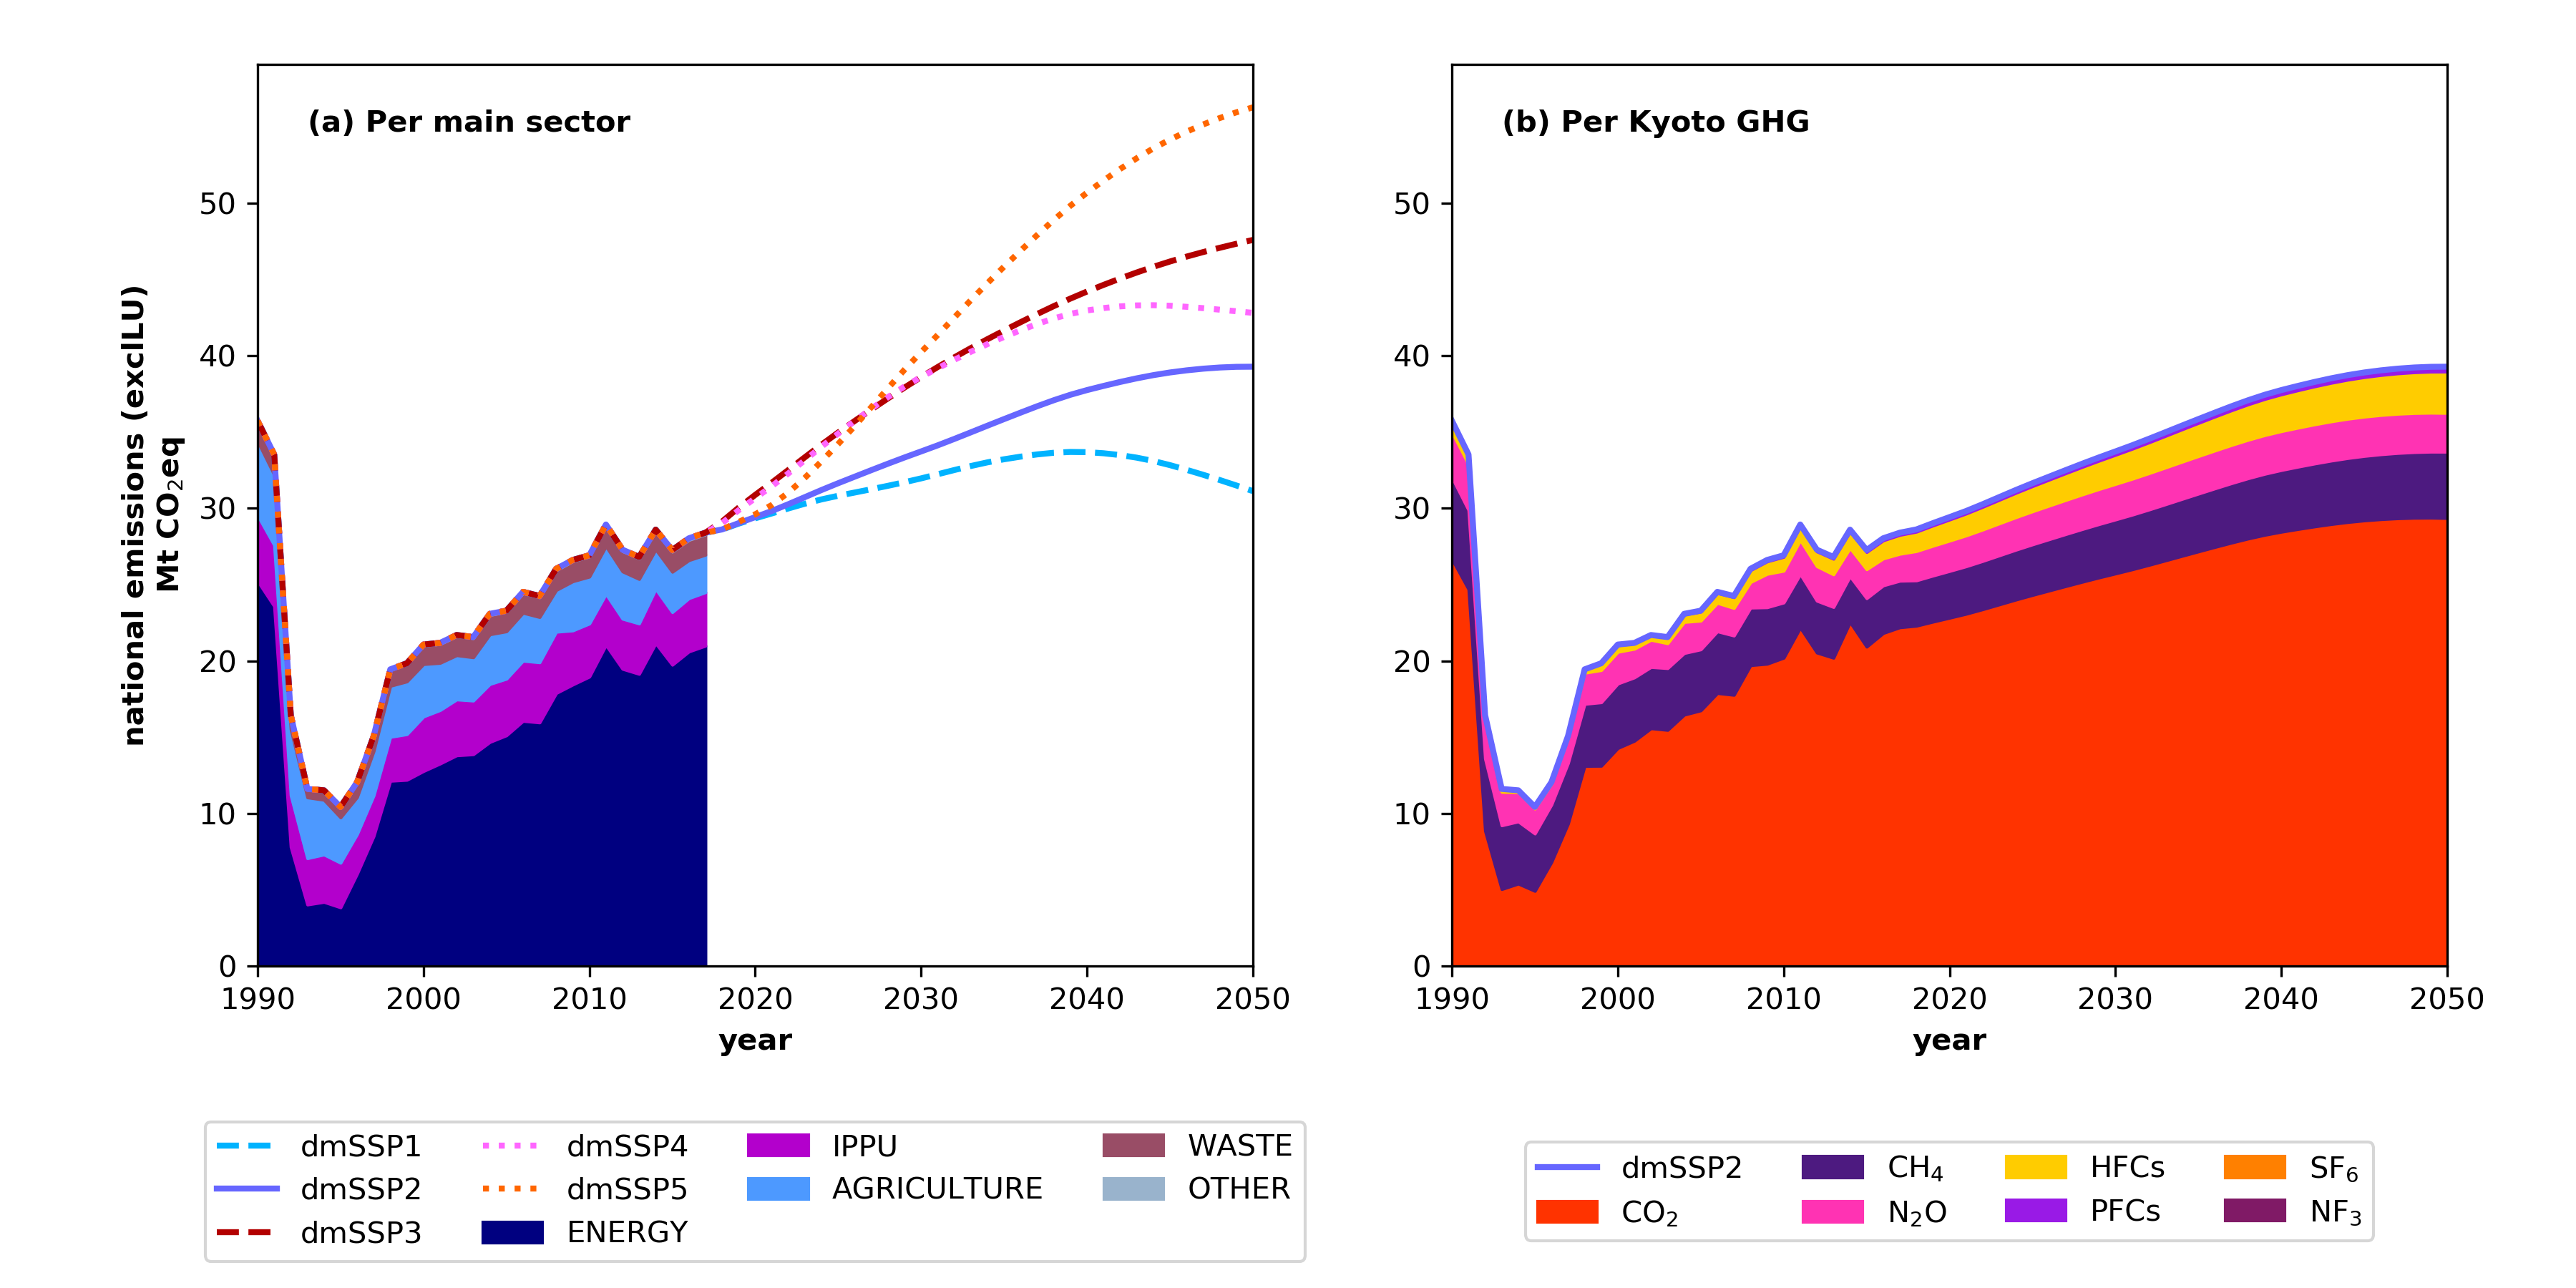 (a) Per main sector
(b) Per Kyoto GHG
national emissions (exclLU)
Mt CO₂eq
50
40
30
20
10
0
1990 2000 2010 2020 2030 2040 2050
year
50
40
30
20
10
0
1990 2000 2010 2020 2030 2040 2050
year
dmSSP1 dmSSP4 IPPU WASTE
dmSSP2 dmSSP5 AGRICULTURE OTHER
dmSSP3 ENERGY
dmSSP2 CH₄ HFCs SF₆
CO₂ N₂O PFCs NF₃